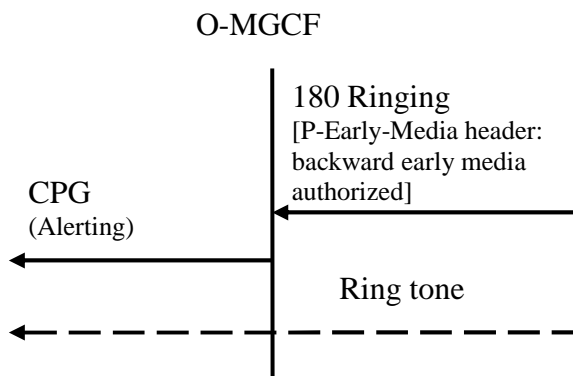 O-MGCF
180 Ringing
[P-Early-Media header:
backward early media
authorized]
CPG
(Alerting)
Ring tone